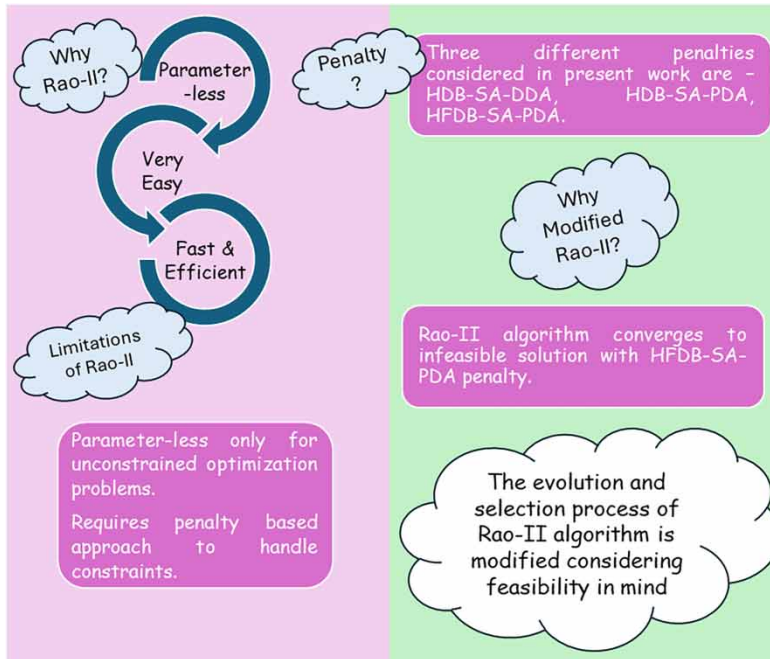 Why
Rao-II?
Parameter
-less
Very
Easy
Fast &
Efficient
Limitations
of Rao-II
Parameter-less only for
unconstrained optimization
problems.
Requires penalty based
approach to handle
constraints.
Penalty
?
Three different penalties
considered in present work are –
HDB-SA-DDA, HDB-SA-PDA,
HFDB-SA-PDA.
Why
Modified
Rao-II?
Rao-II algorithm converges to
infeasible solution with HFDB-SA-
PDA penalty.
The evolution and
selection process of
Rao-II algorithm is
modified considering
feasibility in mind